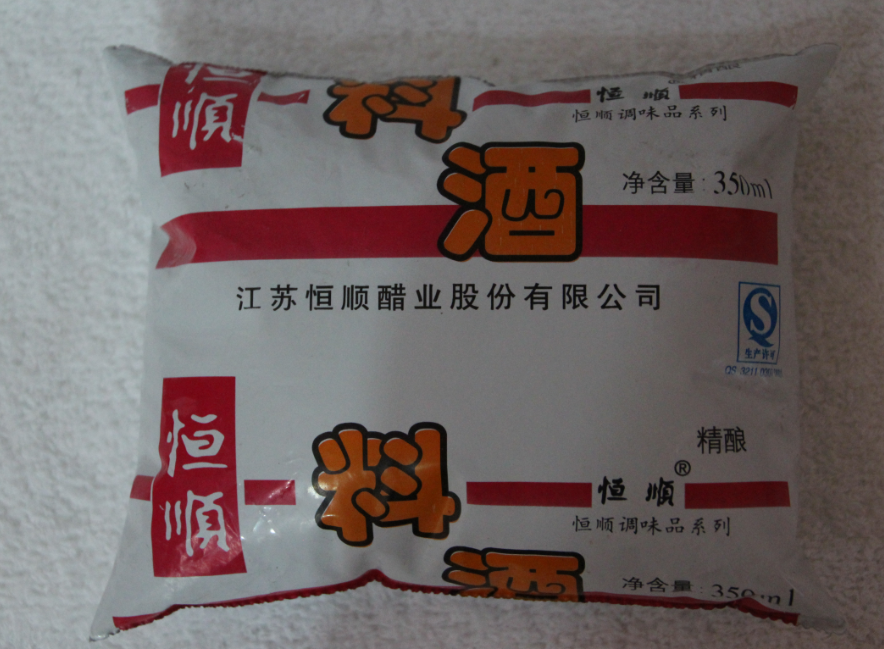 恒顺
料
恒顺
恒顺调味品系列
酒
净含量:350ml
江苏恒顺醋业股份有限公司
生产许可
恒顺
料
精酿
恒顺®
恒顺调味品系列
酒
净含量:350ml